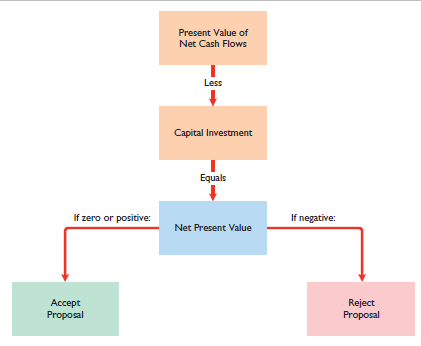 Present Value of
Net Cash Flows
Less
Capital Investment
Equals
If zero or positive:
Net Present Value
If negative:
Accept
Proposal
Reject
Proposal